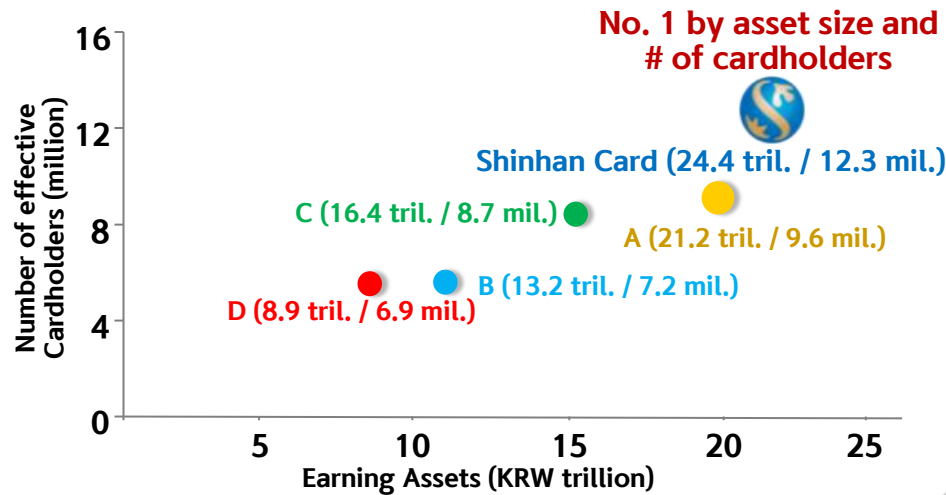 No. 1 by asset size and
# of cardholders
Number of effective
Cardholders (million)
16
12
8
4
0
Shinhan Card (24.4 tril. / 12.3 mil.)
C (16.4 tril. / 8.7 mil.)
A (21.2 tril. / 9.6 mil.)
B (13.2 tril. / 7.2 mil.)
D (8.9 tril. / 6.9 mil.)
5 10 15 20 25
Earning Assets (KRW trillion)